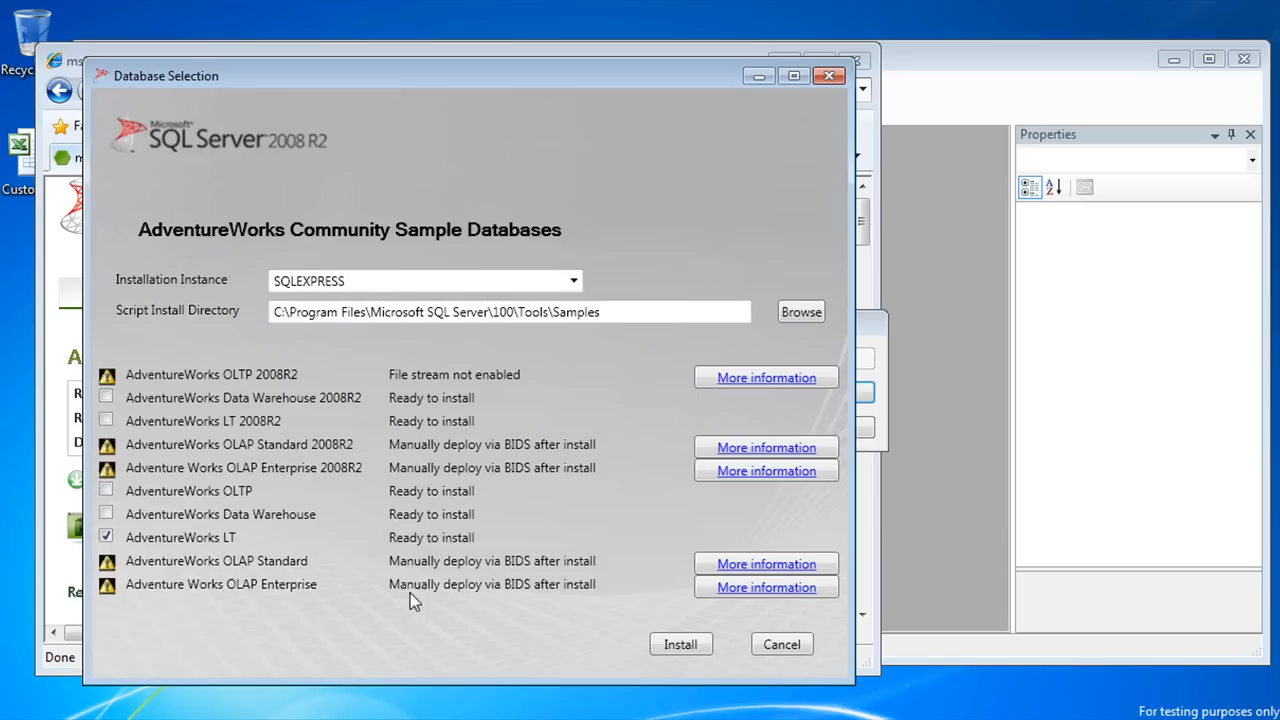 Recyc
ms
Database Selection
Microsoft
SQL Server 2008 R2
Fa
m
Custo
Properties
AdventureWorks Community Sample Databases
Installation Instance SQLEXPRESS
Script Install Directory C:\Program Files\Microsoft SQL Server\100\Tools\Samples Browse
AdventureWorks OLTP 2008R2 File stream not enabled More information
AdventureWorks Data Warehouse 2008R2 Ready to install
AdventureWorks LT 2008R2 Ready to install
AdventureWorks OLAP Standard 2008R2 Manually deploy via BIDS after install More information
Adventure Works OLAP Enterprise 2008R2 Manually deploy via BIDS after install More information
AdventureWorks OLTP Ready to install
AdventureWorks Data Warehouse Ready to install
AdventureWorks LT Ready to install
AdventureWorks OLAP Standard Manually deploy via BIDS after install More information
Adventure Works OLAP Enterprise Manually deploy via BIDS after install More information
A
R
R
D
Re
Install Cancel
Done
For testing purposes only